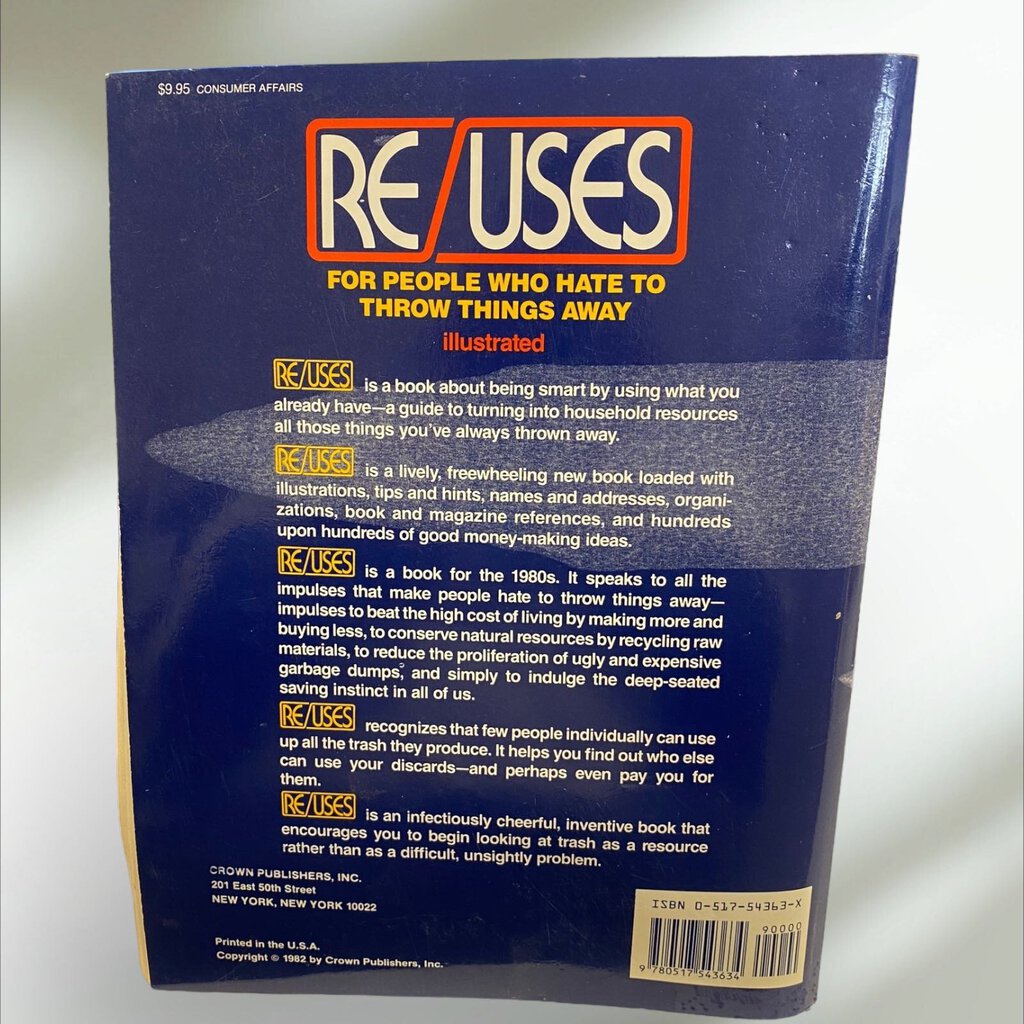 $9.95 CONSUMER AFFAIRS
RE/USES
FOR PEOPLE WHO HATE TO
THROW THINGS AWAY
illustrated
RE/USES is a book about being smart by using what you
already have—a guide to turning into household resources
all those things you've always thrown away.
RE/USES is a lively, freewheeling new book loaded with
illustrations, tips and hints, names and addresses, organi-
zations, book and magazine references, and hundreds
upon hundreds of good money-making ideas.
RE/USES is a book for the 1980s. It speaks to all the
impulses that make people hate to throw things away—
impulses to beat the high cost of living by making more and
buying less, to conserve natural resources by recycling raw
materials, to reduce the proliferation of ugly and expensive
garbage dumps, and simply to indulge the deep-seated
saving instinct in all of us.
RE/USES recognizes that few people individually can use
up all the trash they produce. It helps you find out who else
can use your discards—and perhaps even pay you for
them.
RE/USES is an infectiously cheerful, inventive book that
encourages you to begin looking at trash as a resource
rather than as a difficult, unsightly problem.
CROWN PUBLISHERS, INC.
201 East 50th Street
NEW YORK, NEW YORK 10022
Printed in the U.S.A.
Copyright © 1982 by Crown Publishers, Inc.
ISBN 0-517-54363-X
90000
9 780517 543634